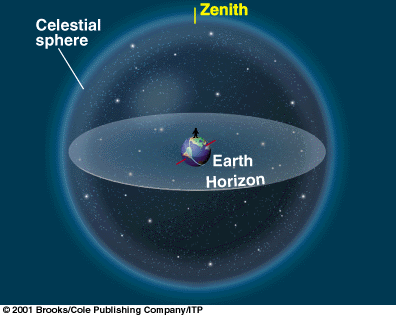 Zenith
Celestial
sphere
Earth
Horizon
© 2001 Brooks/Cole Publishing Company/ITP